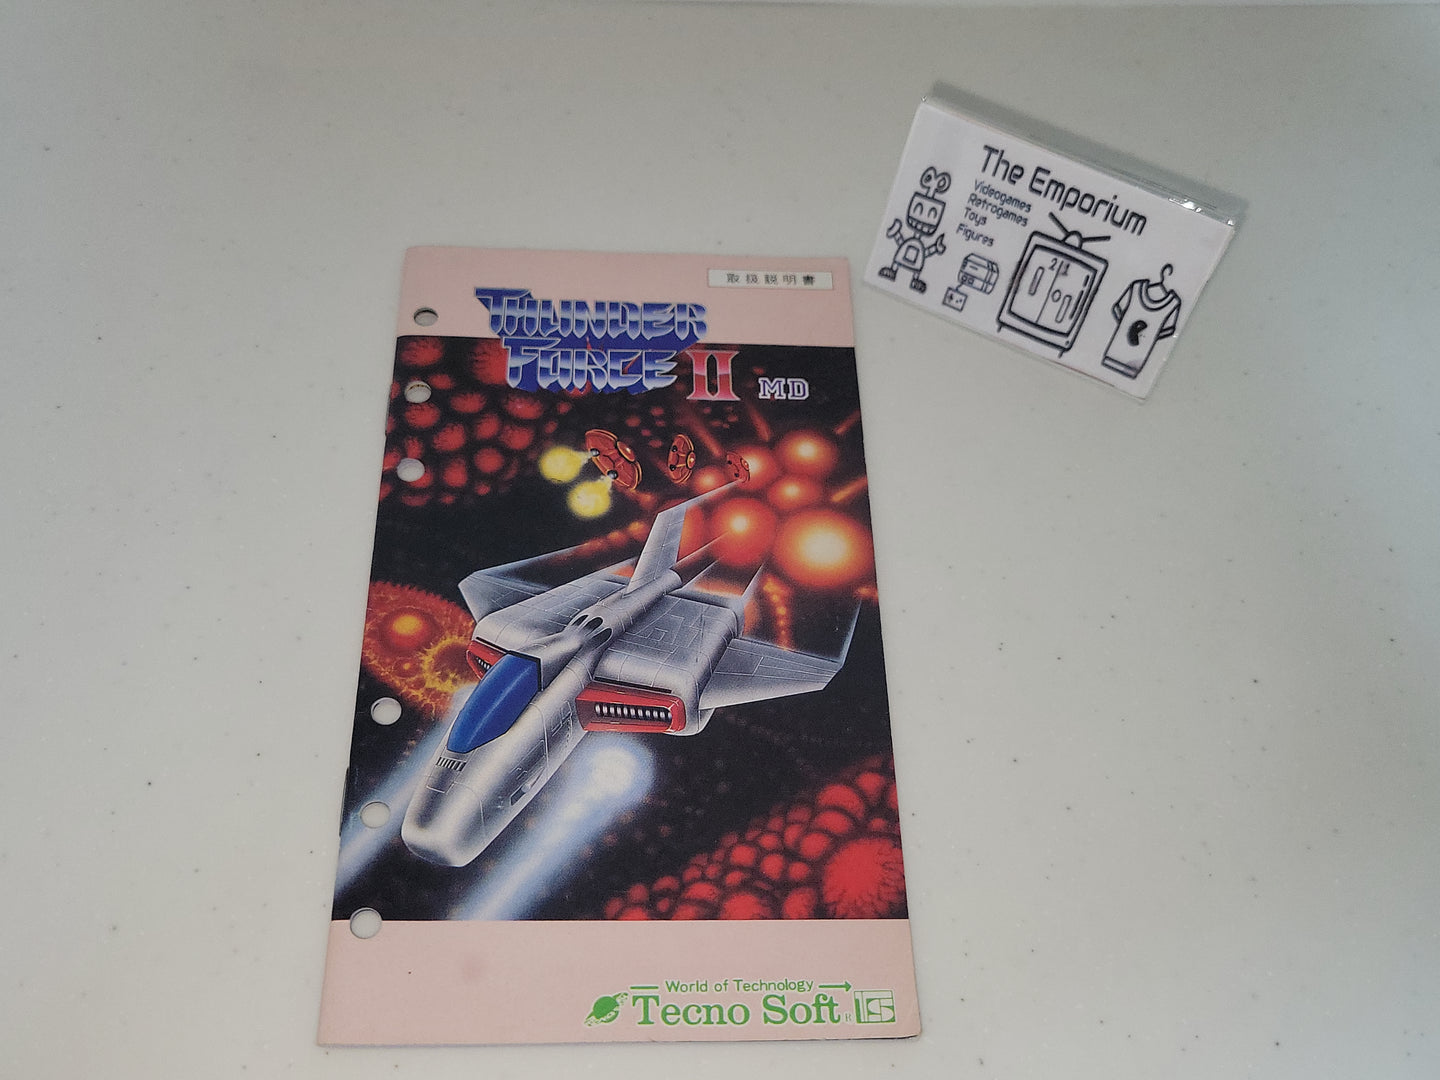 取扱説明書
THUNDER
FORCE II MD
World of Technology
Tecno Soft® TS
The Emporium
Videogames
Retrogames
Toys
Figures
21